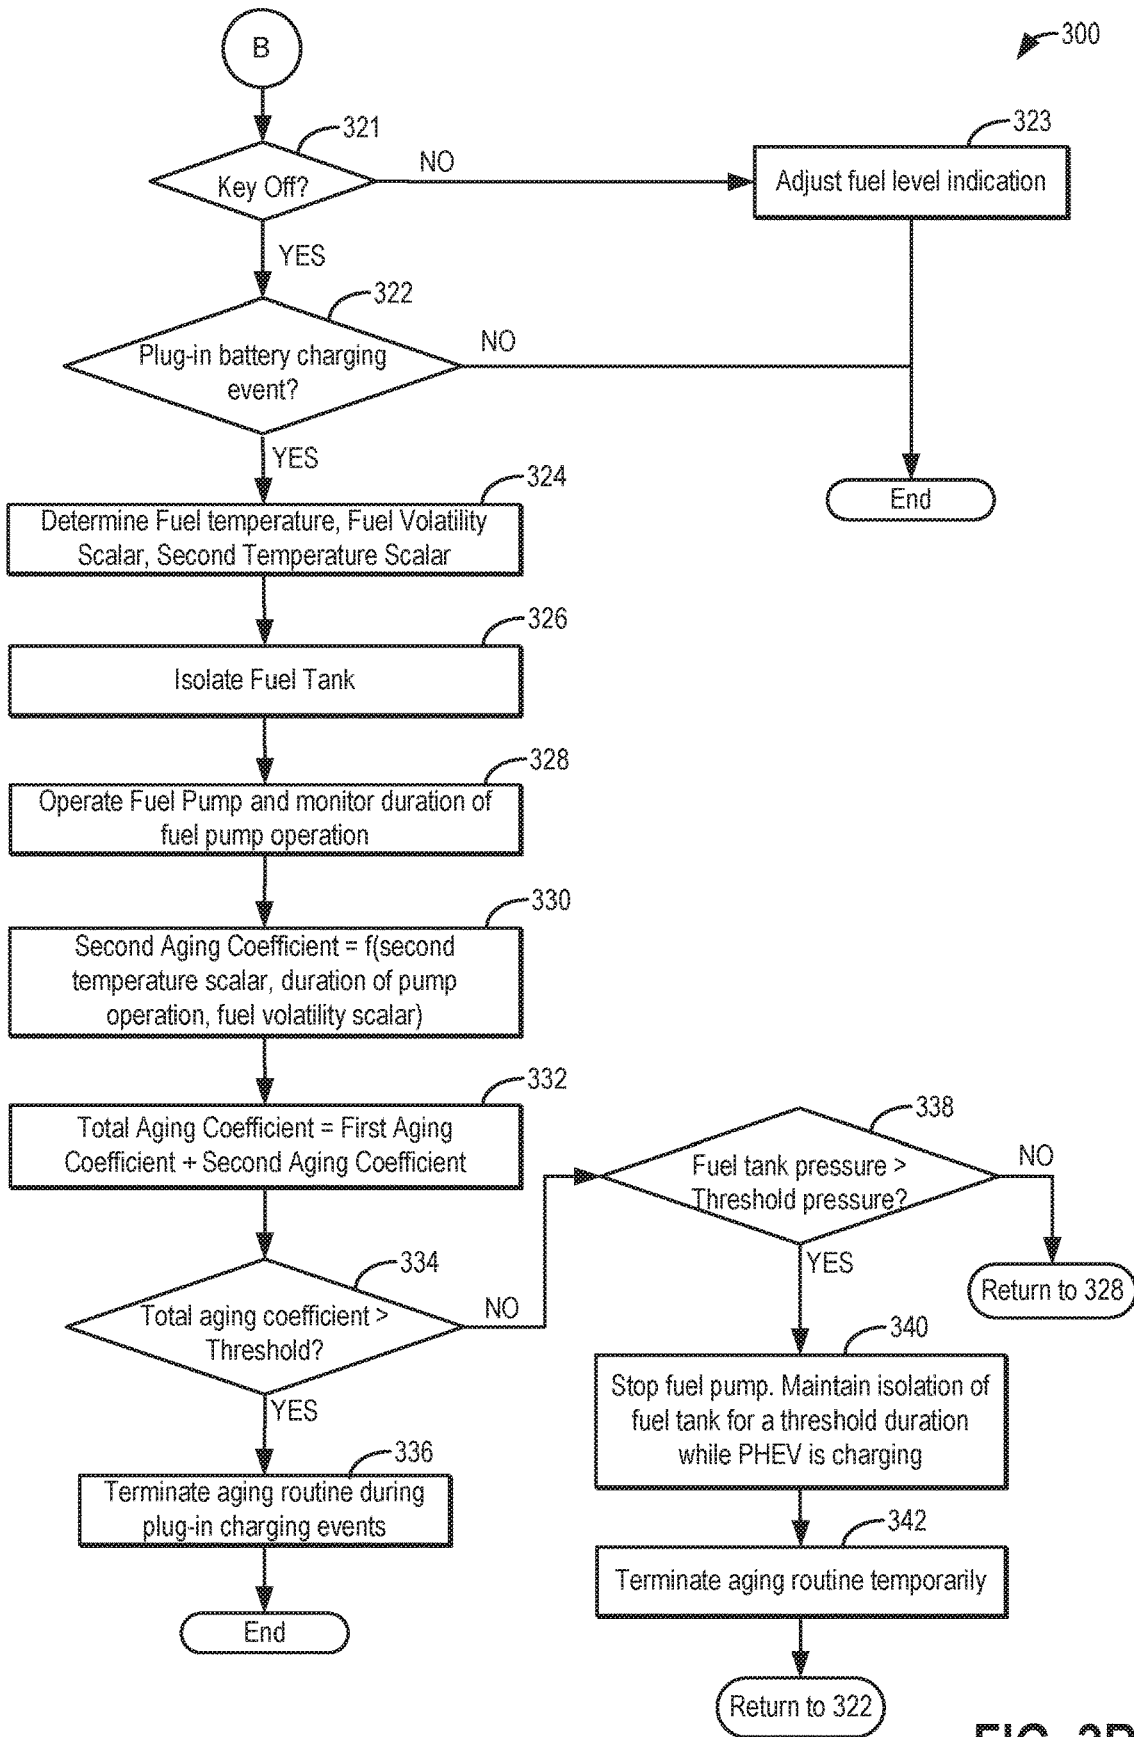 B
300
321
Key Off?
NO
323
Adjust fuel level indication
YES
322
Plug-in battery charging
event?
NO
YES
End
324
Determine Fuel temperature, Fuel Volatility
Scalar, Second Temperature Scalar
326
Isolate Fuel Tank
328
Operate Fuel Pump and monitor duration of
fuel pump operation
330
Second Aging Coefficient = f(second
temperature scalar, duration of pump
operation, fuel volatility scalar)
332
Total Aging Coefficient = First Aging
Coefficient + Second Aging Coefficient
334
Total aging coefficient >
Threshold?
NO
YES
336
Terminate aging routine during
plug-in charging events
End
338
Fuel tank pressure >
Threshold pressure?
NO
Return to 328
YES
340
Stop fuel pump. Maintain isolation of
fuel tank for a threshold duration
while PHEV is charging
342
Terminate aging routine temporarily
Return to 322